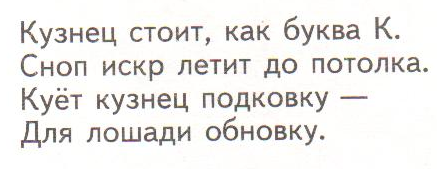 Кузнец стоит, как буква К.
Сноп искр летит до потолка.
Куёт кузнец подковку —
Для лошади обновку.